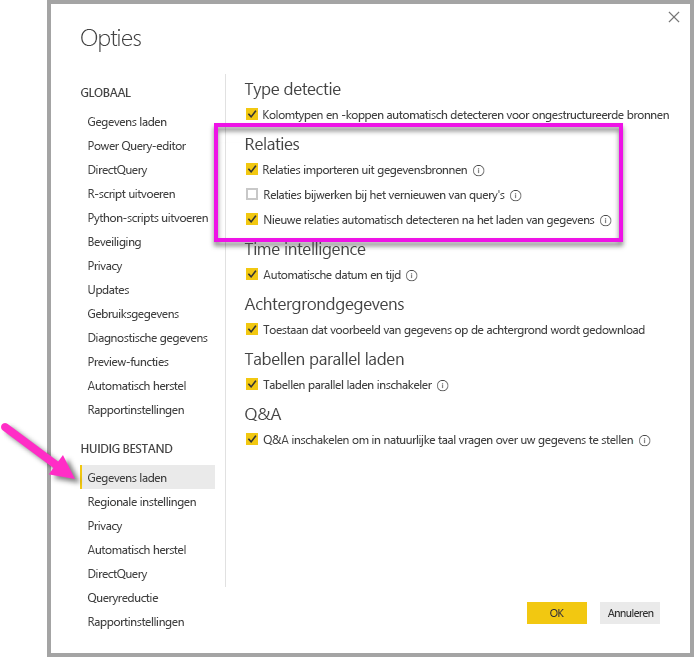 Opties
GLOBAAL
Gegevens laden
Power Query-editor
DirectQuery
R-script uitvoeren
Python-scripts uitvoeren
Beveiliging
Privacy
Updates
Gebruiksgegevens
Diagnostische gegevens
Preview-functies
Automatisch herstel
Rapportinstellingen
HUIDIG BESTAND
Gegevens laden
Regionale instellingen
Privacy
Automatisch herstel
DirectQuery
Queryreductie
Rapportinstellingen
Type detectie
Kolomtypen en -koppen automatisch detecteren voor ongestructureerde bronnen
Relaties
Relaties importeren uit gegevensbronnen
Relaties bijwerken bij het vernieuwen van query's
Nieuwe relaties automatisch detecteren na het laden van gegevens
Time intelligence
Automatische datum en tijd
Achtergrondgegevens
Toestaan dat voorbeeld van gegevens op de achtergrond wordt gedownload
Tabellen parallel laden
Tabellen parallel laden inschakeler
Q&A
Q&A inschakelen om in natuurlijke taal vragen over uw gegevens te stellen
OK
Annuleren